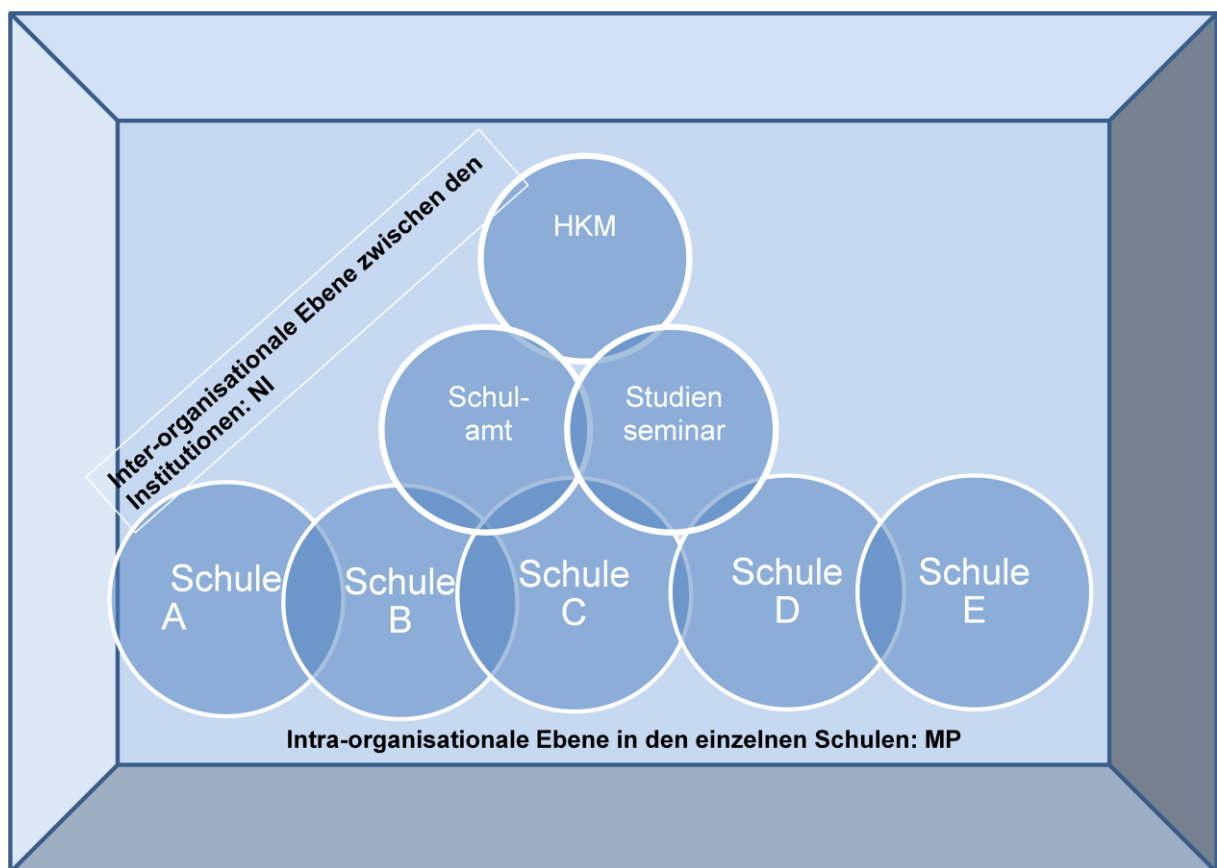 Inter-organisationale Ebene zwischen den
Institutionen: NI
HKM
Schul-
amt
Studien
seminar
Schule
A
Schule
B
Schule
C
Schule
D
Schule
E
Intra-organisationale Ebene in den einzelnen Schulen: MP